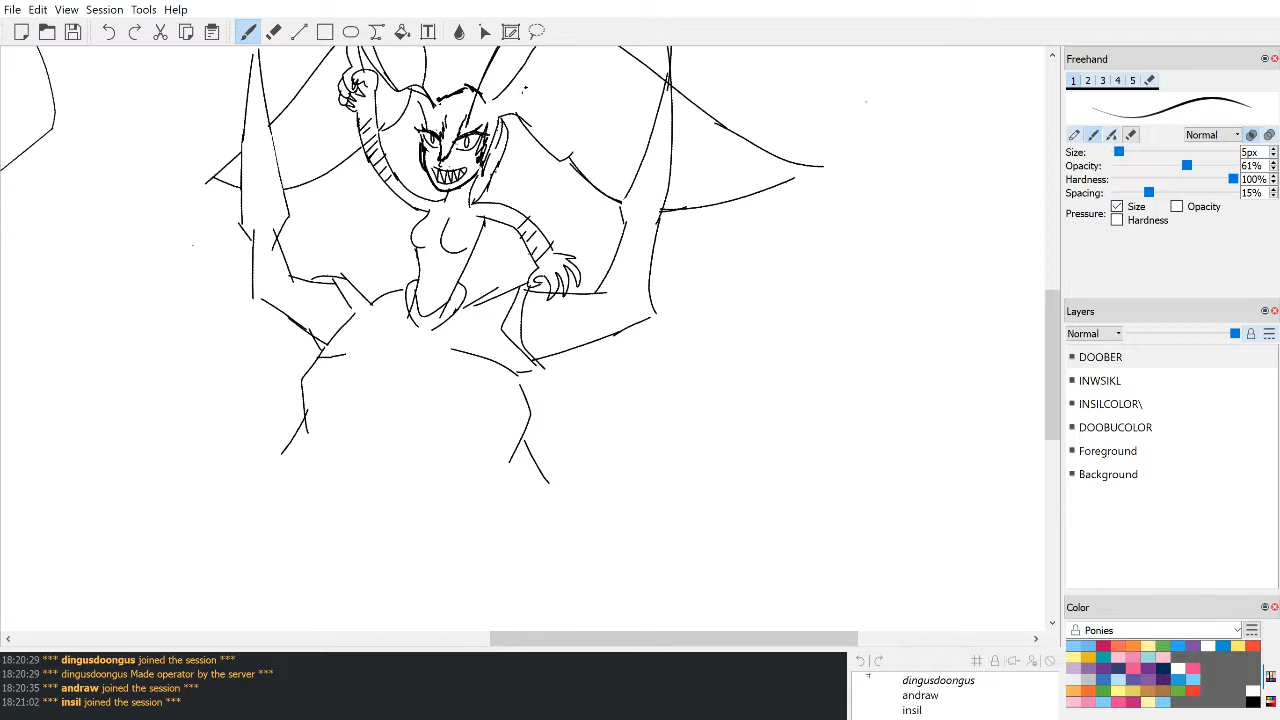 File Edit View Session Tools Help
Freehand
1 2 3 4 5
Normal
Size: 5px
Opacity: 61%
Hardness: 100%
Spacing: 15%
Pressure: Size Opacity
Hardness
Layers
Normal
DOOBER
INWSIKL
INSILCOLOR\
DOOBUCOLOR
Foreground
Background
Color
Ponies
18:20:29 *** dingusdoongus joined the session ***
18:20:29 *** dingusdoongus Made operator by the server ***
18:20:35 *** andraw joined the session ***
18:21:02 *** insil joined the session ***
dingusdoongus
andraw
insil